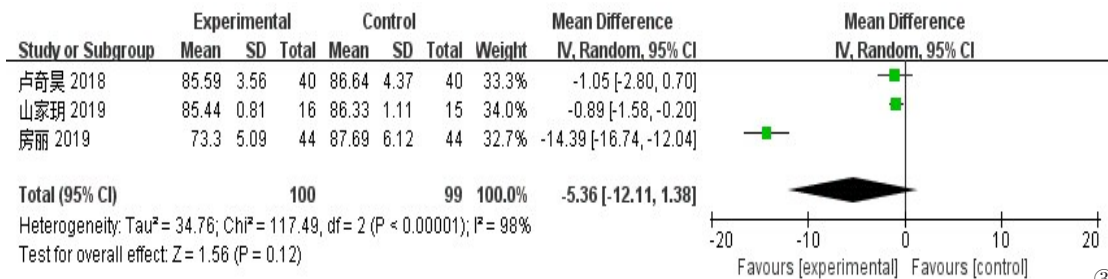 Experimental Control Mean Difference Mean Difference
Study or Subgroup Mean SD Total Mean SD Total Weight IV, Random, 95% CI IV, Random, 95% CI
卢奇昊 2018 85.59 3.56 40 86.64 4.37 40 33.3% -1.05 [-2.80, 0.70]
山家玥 2019 85.44 0.81 16 86.33 1.11 15 34.0% -0.89 [-1.58, -0.20]
房丽 2019 73.3 5.09 44 87.69 6.12 44 32.7% -14.39 [-16.74, -12.04]
Total (95% CI) 100 99 100.0% -5.36 [-12.11, 1.38]
Heterogeneity: Tau² = 34.76; Chi² = 117.49, df = 2 (P < 0.00001); I² = 98%
Test for overall effect: Z = 1.56 (P = 0.12)
-20 -10 0 10 20
Favours [experimental] Favours [control]